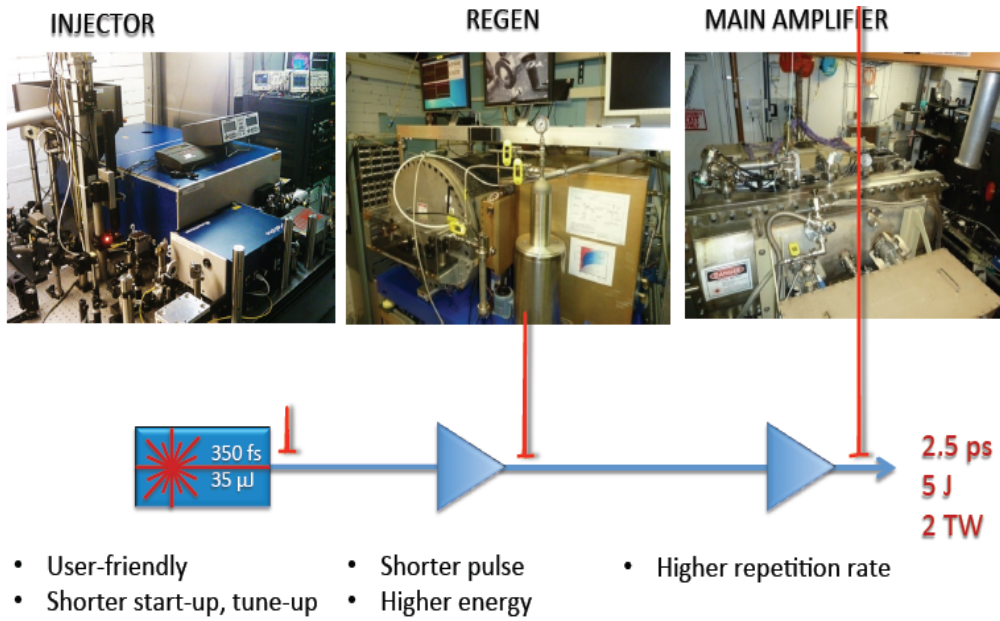 INJECTOR
REGEN
MAIN AMPLIFIER
DANGER
350 fs
35 µJ
2,5 ps
5 J
2 TW
• User-friendly
• Shorter start-up, tune-up
• Shorter pulse
• Higher energy
• Higher repetition rate